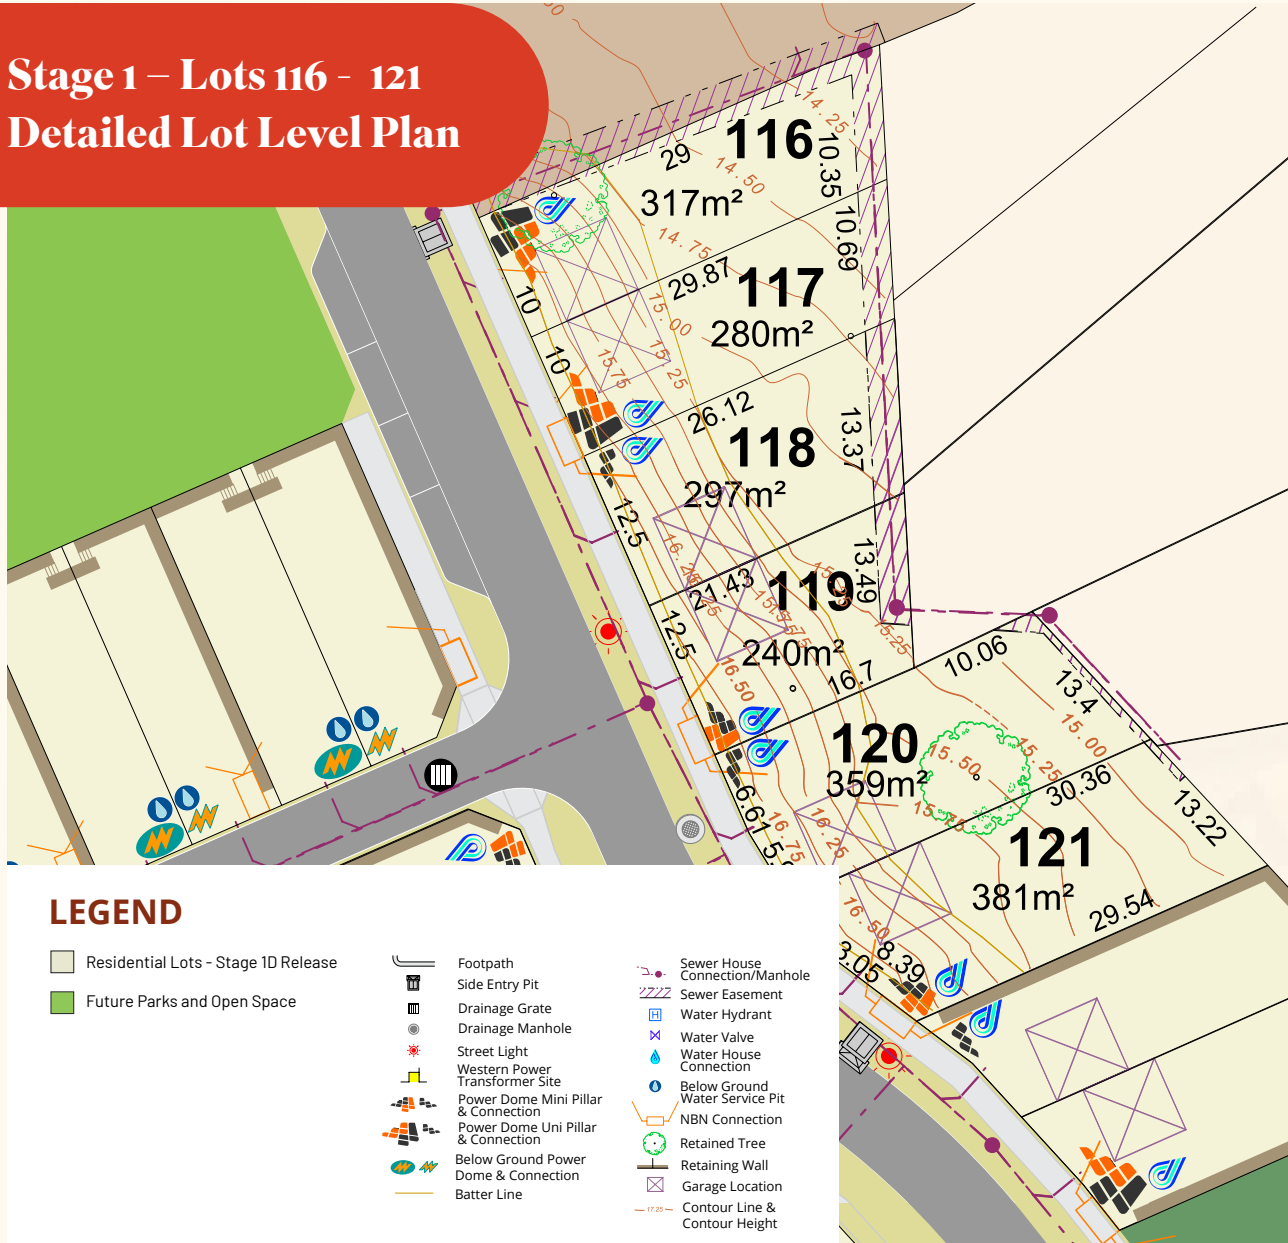 Stage 1 – Lots 116 - 121
Detailed Lot Level Plan
116
29
317m²
10.35
10
14.25
14.50
14.75
117
29.87
280m²
10.69
10
15.00
15.25
15.75
118
26.12
297m²
13.37
12.5
119
21.43
240m²
13.49
12.5
16.7
15.25
16.50
120
359m²
10.06
13.4
6.61
15.00
15.25
15.50
16.25
16.75
121
30.36
381m²
13.22
29.54
8.39
16.50
LEGEND
Residential Lots - Stage 1D Release
Future Parks and Open Space
Footpath
Side Entry Pit
Drainage Grate
Drainage Manhole
Street Light
Western Power
Transformer Site
Power Dome Mini Pillar
& Connection
Power Dome Uni Pillar
& Connection
Below Ground Power
Dome & Connection
Batter Line
Sewer House
Connection/Manhole
Sewer Easement
Water Hydrant
Water Valve
Water House
Connection
Below Ground
Water Service Pit
NBN Connection
Retained Tree
Retaining Wall
Garage Location
17.25
Contour Line &
Contour Height